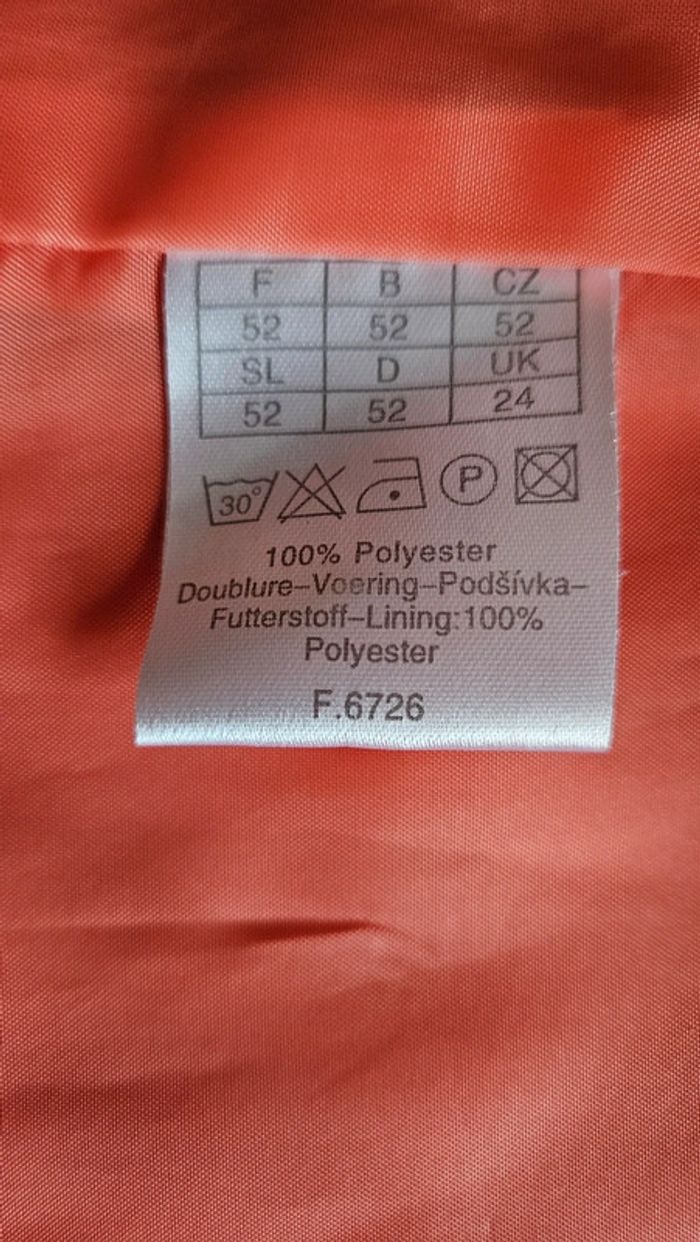 F B CZ
52 52 52
SL D UK
52 52 24
30° P
100% Polyester
Doublure–Voering–Podšívka–
Futterstoff–Lining:100%
Polyester
F.6726